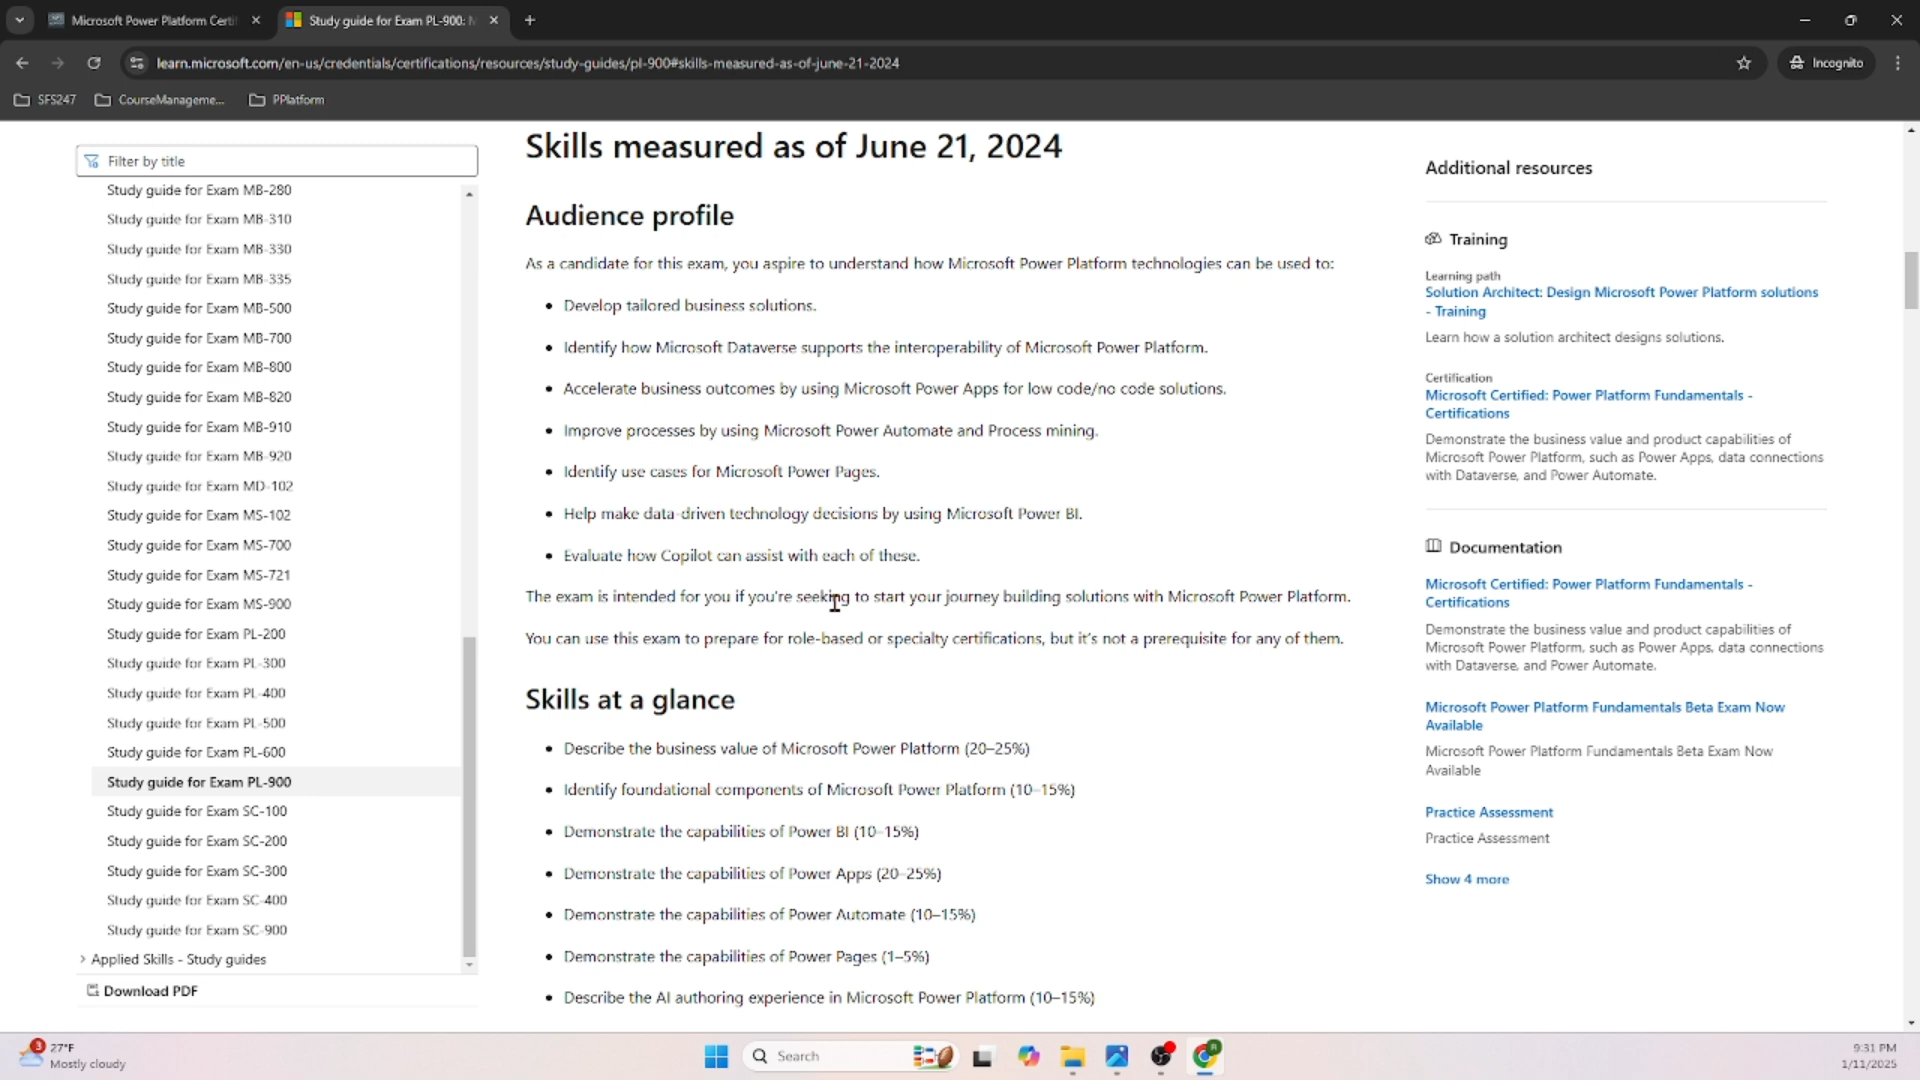 Microsoft Power Platform Certi
Study guide for Exam PL-900: M
learn.microsoft.com/en-us/credentials/certifications/resources/study-guides/pl-900#skills-measured-as-of-june-21-2024
Incognito
SFS247
CourseManageme...
PPlatform
Filter by title
Study guide for Exam MB-280
Study guide for Exam MB-310
Study guide for Exam MB-330
Study guide for Exam MB-335
Study guide for Exam MB-500
Study guide for Exam MB-700
Study guide for Exam MB-800
Study guide for Exam MB-820
Study guide for Exam MB-910
Study guide for Exam MB-920
Study guide for Exam MD-102
Study guide for Exam MS-102
Study guide for Exam MS-700
Study guide for Exam MS-721
Study guide for Exam MS-900
Study guide for Exam PL-200
Study guide for Exam PL-300
Study guide for Exam PL-400
Study guide for Exam PL-500
Study guide for Exam PL-600
Study guide for Exam PL-900
Study guide for Exam SC-100
Study guide for Exam SC-200
Study guide for Exam SC-300
Study guide for Exam SC-400
Study guide for Exam SC-900
Applied Skills - Study guides
Download PDF
Skills measured as of June 21, 2024
Audience profile
As a candidate for this exam, you aspire to understand how Microsoft Power Platform technologies can be used to:
• Develop tailored business solutions.
• Identify how Microsoft Dataverse supports the interoperability of Microsoft Power Platform.
• Accelerate business outcomes by using Microsoft Power Apps for low code/no code solutions.
• Improve processes by using Microsoft Power Automate and Process mining.
• Identify use cases for Microsoft Power Pages.
• Help make data-driven technology decisions by using Microsoft Power BI.
• Evaluate how Copilot can assist with each of these.
The exam is intended for you if you're seeking to start your journey building solutions with Microsoft Power Platform.
You can use this exam to prepare for role-based or specialty certifications, but it's not a prerequisite for any of them.
Skills at a glance
• Describe the business value of Microsoft Power Platform (20–25%)
• Identify foundational components of Microsoft Power Platform (10–15%)
• Demonstrate the capabilities of Power BI (10–15%)
• Demonstrate the capabilities of Power Apps (20–25%)
• Demonstrate the capabilities of Power Automate (10–15%)
• Demonstrate the capabilities of Power Pages (1–5%)
• Describe the AI authoring experience in Microsoft Power Platform (10–15%)
Additional resources
Training
Learning path
Solution Architect: Design Microsoft Power Platform solutions
- Training
Learn how a solution architect designs solutions.
Certification
Microsoft Certified: Power Platform Fundamentals -
Certifications
Demonstrate the business value and product capabilities of
Microsoft Power Platform, such as Power Apps, data connections
with Dataverse, and Power Automate.
Documentation
Microsoft Certified: Power Platform Fundamentals -
Certifications
Demonstrate the business value and product capabilities of
Microsoft Power Platform, such as Power Apps, data connections
with Dataverse, and Power Automate.
Microsoft Power Platform Fundamentals Beta Exam Now
Available
Microsoft Power Platform Fundamentals Beta Exam Now
Available
Practice Assessment
Practice Assessment
Show 4 more
3
27°F
Mostly cloudy
Search
R
9:31 PM
1/11/2025